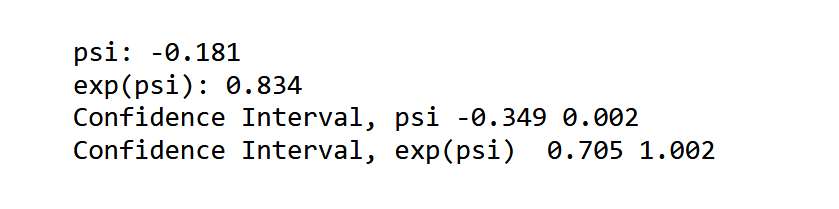 psi: -0.181
exp(psi): 0.834
Confidence Interval, psi -0.349 0.002
Confidence Interval, exp(psi)  0.705 1.002